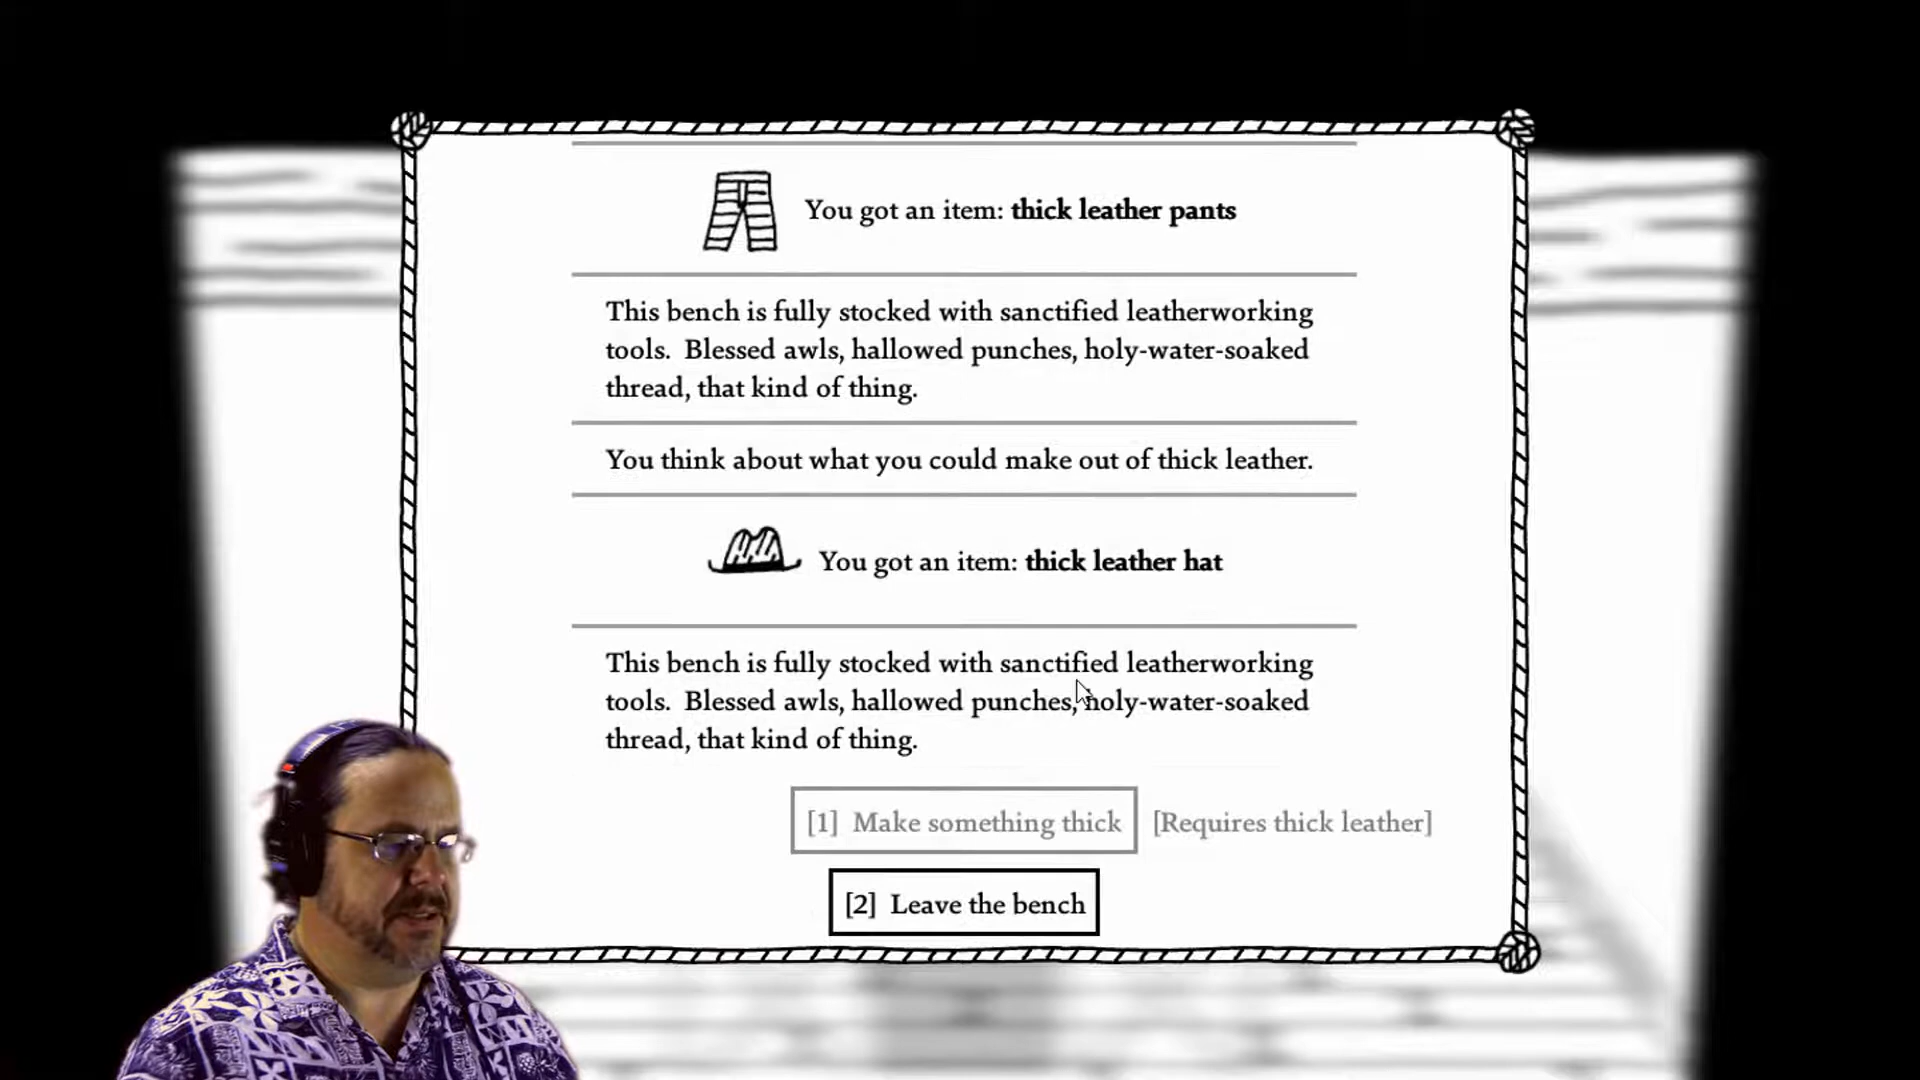 You got an item: thick leather pants
This bench is fully stocked with sanctified leatherworking
tools.  Blessed awls, hallowed punches, holy-water-soaked
thread, that kind of thing.
You think about what you could make out of thick leather.
You got an item: thick leather hat
This bench is fully stocked with sanctified leatherworking
tools.  Blessed awls, hallowed punches, holy-water-soaked
thread, that kind of thing.
[1]  Make something thick [Requires thick leather]
[2]  Leave the bench